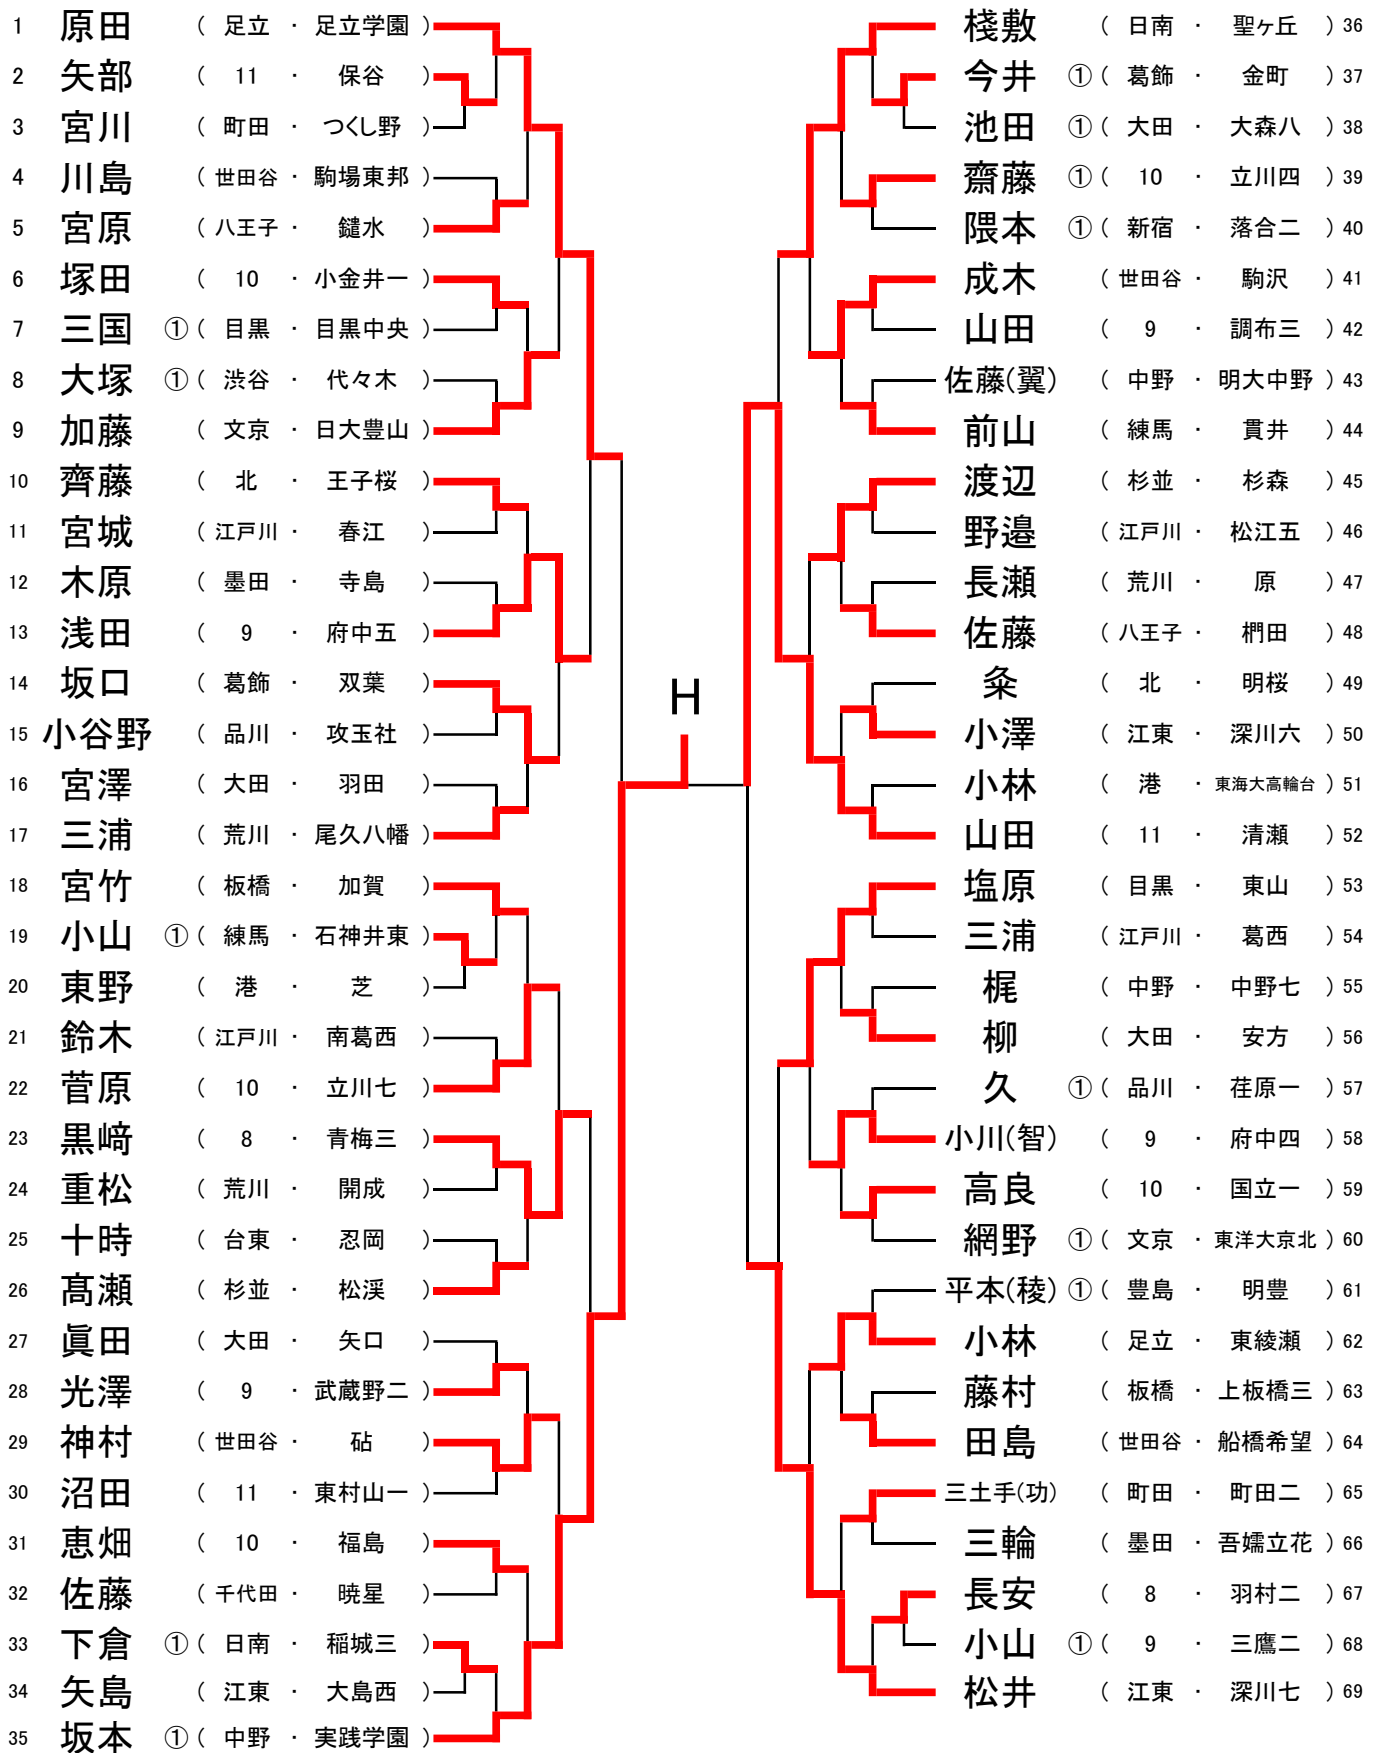 1 原田 ( 足立 ・ 足立学園 )
2 矢部 ( 11 ・ 保谷 )
3 宮川 ( 町田 ・ つくし野 )
4 川島 ( 世田谷 ・ 駒場東邦 )
5 宮原 ( 八王子 ・ 鑓水 )
6 塚田 ( 10 ・ 小金井一 )
7 三国 ① ( 目黒 ・ 目黒中央 )
8 大塚 ① ( 渋谷 ・ 代々木 )
9 加藤 ( 文京 ・ 日大豊山 )
10 齊藤 ( 北 ・ 王子桜 )
11 宮城 ( 江戸川 ・ 春江 )
12 木原 ( 墨田 ・ 寺島 )
13 浅田 ( 9 ・ 府中五 )
14 坂口 ( 葛飾 ・ 双葉 )
15 小谷野 ( 品川 ・ 攻玉社 )
16 宮澤 ( 大田 ・ 羽田 )
17 三浦 ( 荒川 ・ 尾久八幡 )
18 宮竹 ( 板橋 ・ 加賀 )
19 小山 ① ( 練馬 ・ 石神井東 )
20 東野 ( 港 ・ 芝 )
21 鈴木 ( 江戸川 ・ 南葛西 )
22 菅原 ( 10 ・ 立川七 )
23 黒﨑 ( 8 ・ 青梅三 )
24 重松 ( 荒川 ・ 開成 )
25 十時 ( 台東 ・ 忍岡 )
26 髙瀬 ( 杉並 ・ 松溪 )
27 眞田 ( 大田 ・ 矢口 )
28 光澤 ( 9 ・ 武蔵野二 )
29 神村 ( 世田谷 ・ 砧 )
30 沼田 ( 11 ・ 東村山一 )
31 恵畑 ( 10 ・ 福島 )
32 佐藤 ( 千代田 ・ 暁星 )
33 下倉 ① ( 日南 ・ 稲城三 )
34 矢島 ( 江東 ・ 大島西 )
35 坂本 ① ( 中野 ・ 実践学園 )
H
棧敷 ( 日南 ・ 聖ヶ丘 ) 36
今井 ① ( 葛飾 ・ 金町 ) 37
池田 ① ( 大田 ・ 大森八 ) 38
齋藤 ① ( 10 ・ 立川四 ) 39
隈本 ① ( 新宿 ・ 落合二 ) 40
成木 ( 世田谷 ・ 駒沢 ) 41
山田 ( 9 ・ 調布三 ) 42
佐藤(翼) ( 中野 ・ 明大中野 ) 43
前山 ( 練馬 ・ 貫井 ) 44
渡辺 ( 杉並 ・ 杉森 ) 45
野邉 ( 江戸川 ・ 松江五 ) 46
長瀬 ( 荒川 ・ 原 ) 47
佐藤 ( 八王子 ・ 椚田 ) 48
粂 ( 北 ・ 明桜 ) 49
小澤 ( 江東 ・ 深川六 ) 50
小林 ( 港 ・ 東海大高輪台 ) 51
山田 ( 11 ・ 清瀬 ) 52
塩原 ( 目黒 ・ 東山 ) 53
三浦 ( 江戸川 ・ 葛西 ) 54
梶 ( 中野 ・ 中野七 ) 55
柳 ( 大田 ・ 安方 ) 56
久 ① ( 品川 ・ 荏原一 ) 57
小川(智) ( 9 ・ 府中四 ) 58
高良 ( 10 ・ 国立一 ) 59
網野 ① ( 文京 ・ 東洋大京北 ) 60
平本(稜) ① ( 豊島 ・ 明豊 ) 61
小林 ( 足立 ・ 東綾瀬 ) 62
藤村 ( 板橋 ・ 上板橋三 ) 63
田島 ( 世田谷 ・ 船橋希望 ) 64
三土手(功) ( 町田 ・ 町田二 ) 65
三輪 ( 墨田 ・ 吾嬬立花 ) 66
長安 ( 8 ・ 羽村二 ) 67
小山 ① ( 9 ・ 三鷹二 ) 68
松井 ( 江東 ・ 深川七 ) 69